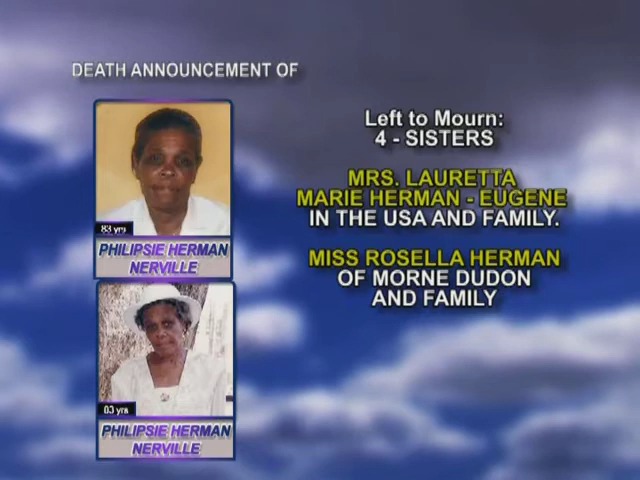 DEATH ANNOUNCEMENT OF
83 yrs
PHILIPSIE HERMAN
NERVILLE
83 yrs
PHILIPSIE HERMAN
NERVILLE
Left to Mourn:
4 - SISTERS
MRS. LAURETTA
MARIE HERMAN - EUGENE
IN THE USA AND FAMILY.
MISS ROSELLA HERMAN
OF MORNE DUDON
AND FAMILY